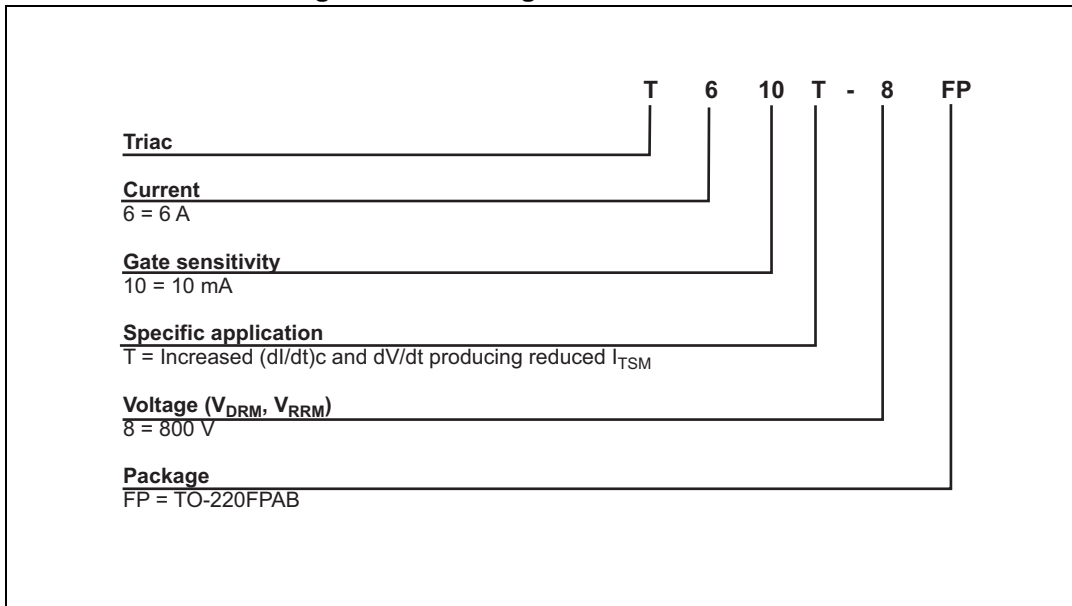 T 6 10 T - 8 FP
Triac
Current
6 = 6 A
Gate sensitivity
10 = 10 mA
Specific application
T = Increased (dI/dt)c and dV/dt producing reduced ITSM
Voltage (VDRM, VRRM)
8 = 800 V
Package
FP = TO-220FPAB